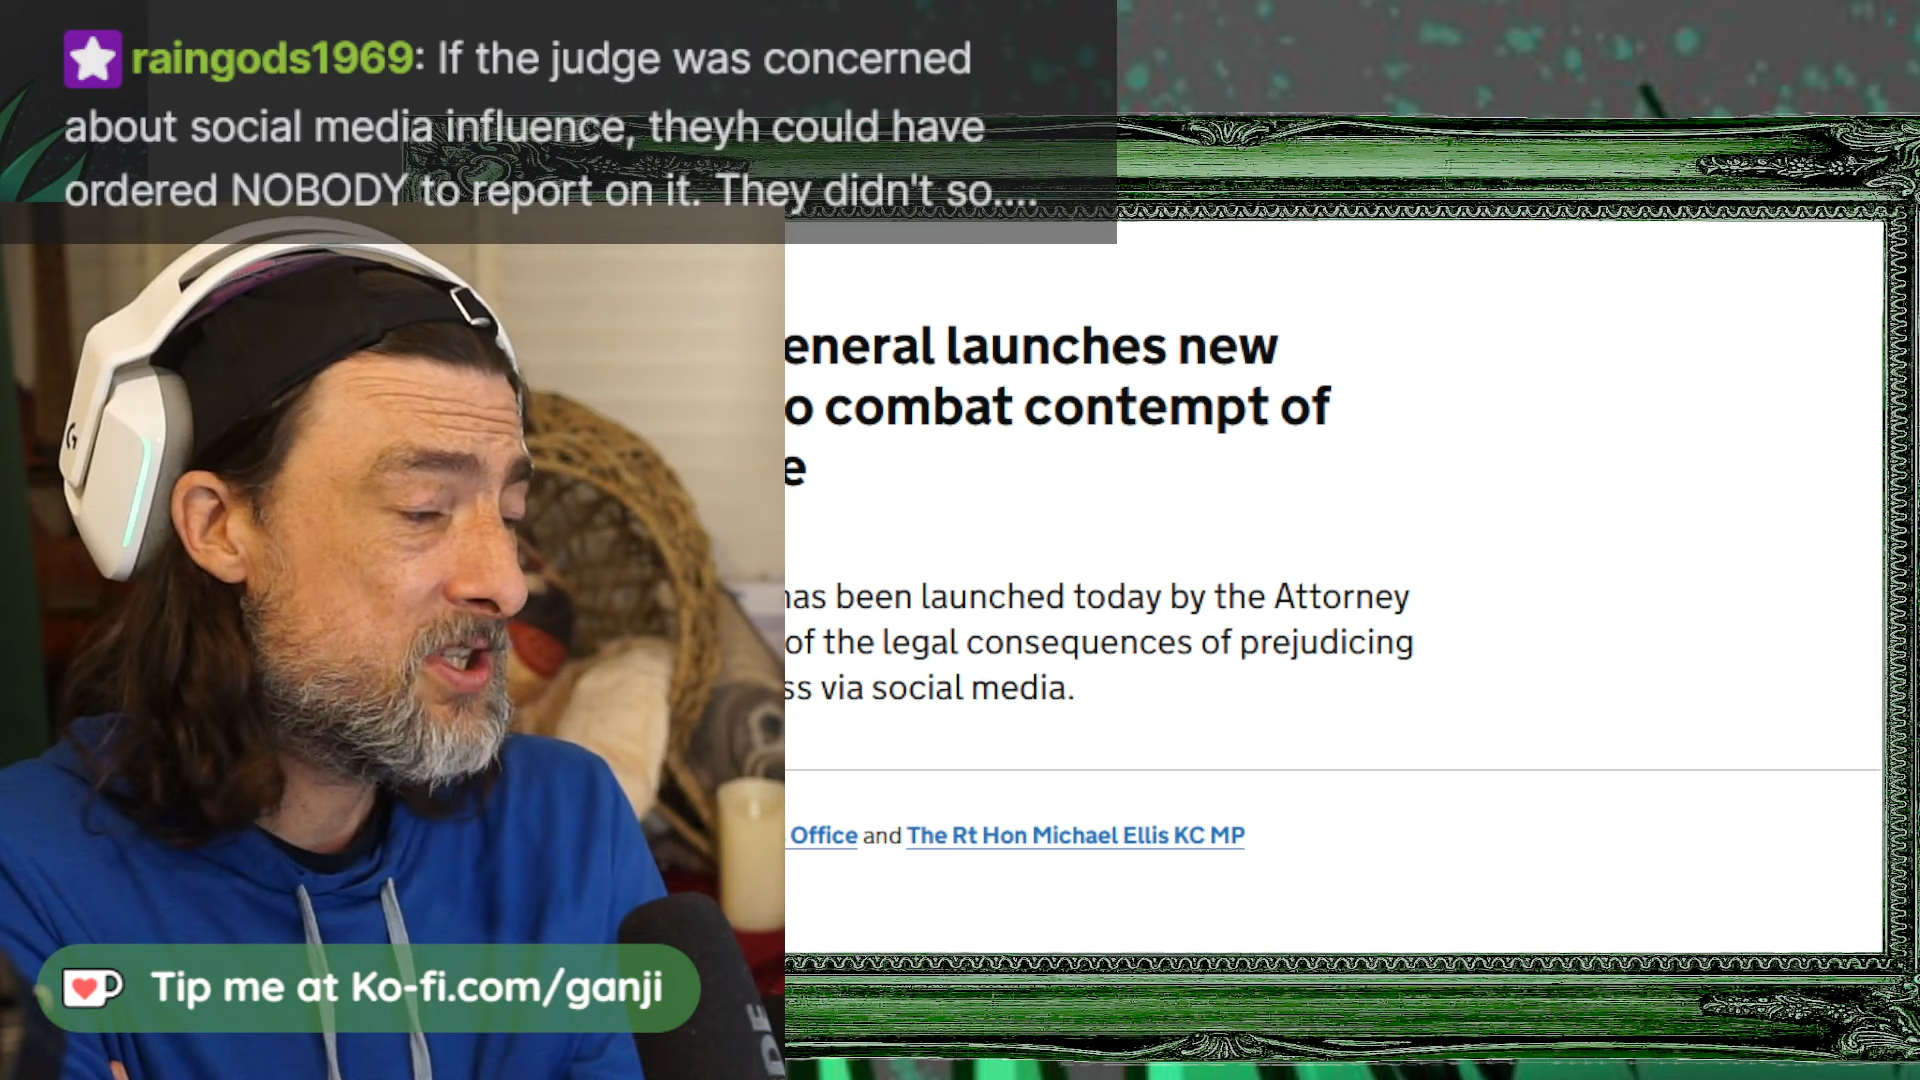 raingods1969: If the judge was concerned
about social media influence, theyh could have
ordered NOBODY to report on it. They didn't so....
eneral launches new
o combat contempt of
e
has been launched today by the Attorney
of the legal consequences of prejudicing
ss via social media.
Office and The Rt Hon Michael Ellis KC MP
Tip me at Ko-fi.com/ganji